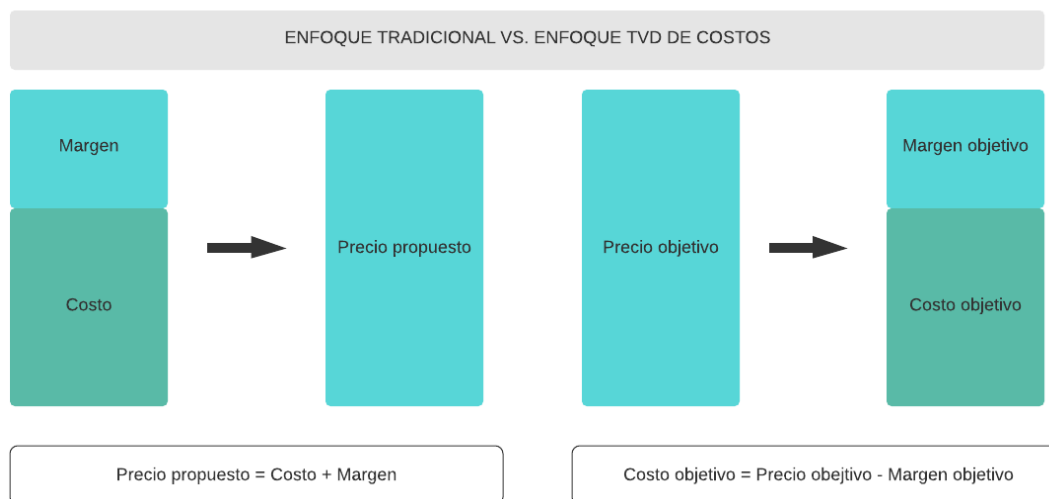 ENFOQUE TRADICIONAL VS. ENFOQUE TVD DE COSTOS
Margen
Costo
Precio propuesto
Precio objetivo
Margen objetivo
Costo objetivo
Precio propuesto = Costo + Margen
Costo objetivo = Precio obejtivo - Margen objetivo